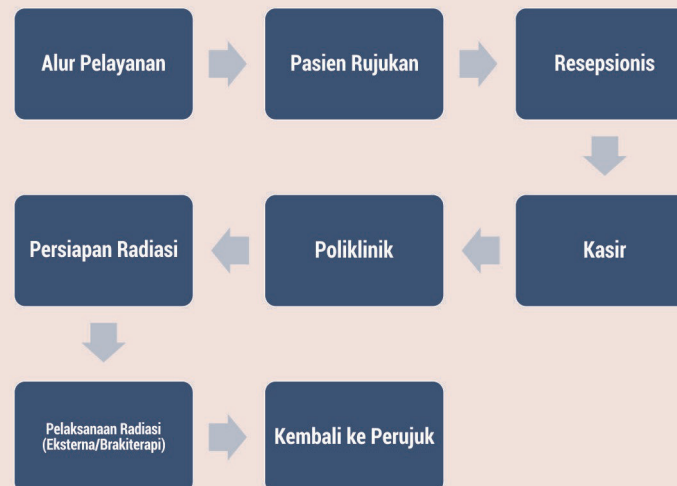 Alur Pelayanan
Pasien Rujukan
Resepsionis
Kasir
Poliklinik
Persiapan Radiasi
Pelaksanaan Radiasi
(Eksterna/Brakiterapi)
Kembali ke Perujuk